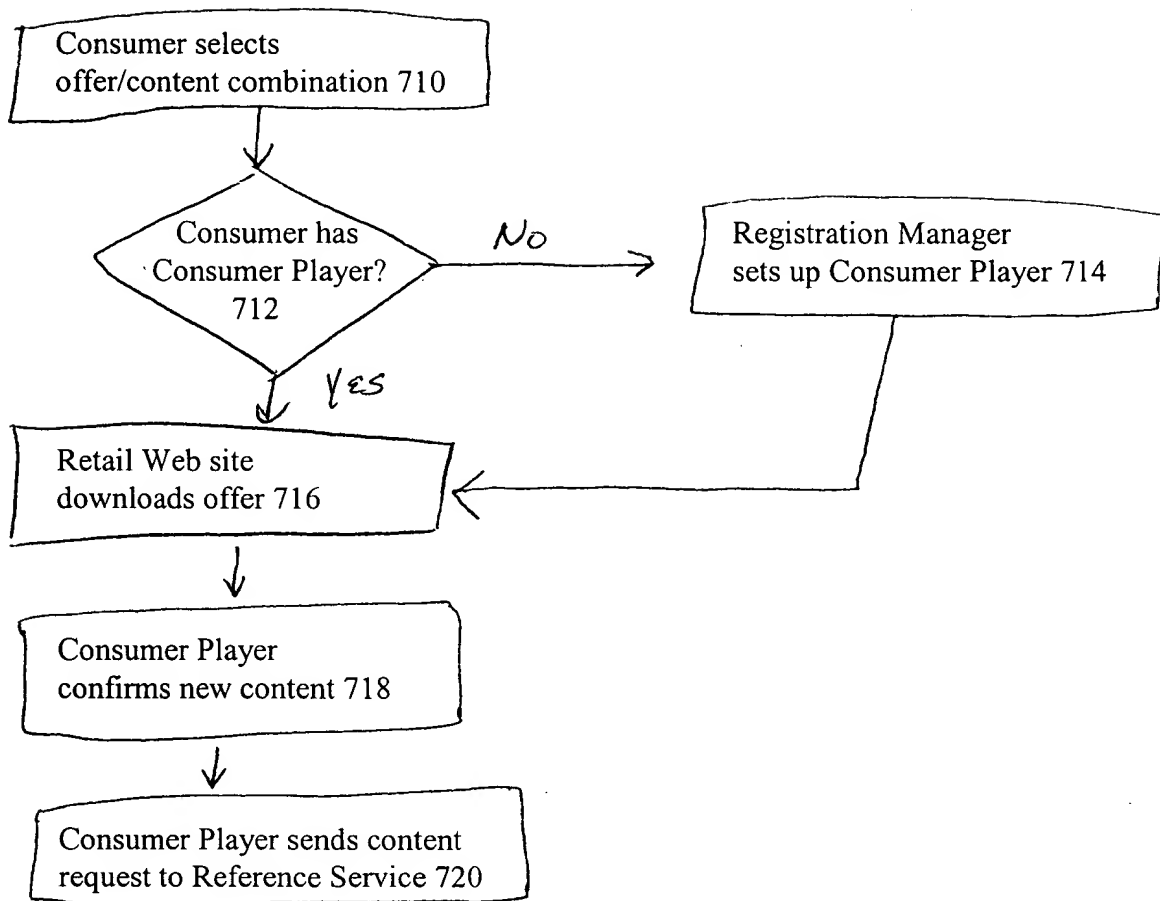 Consumer selects
offer/content combination 710
Consumer has
Consumer Player?
712
No
Registration Manager
sets up Consumer Player 714
Yes
Retail Web site
downloads offer 716
Consumer Player
confirms new content 718
Consumer Player sends content
request to Reference Service 720